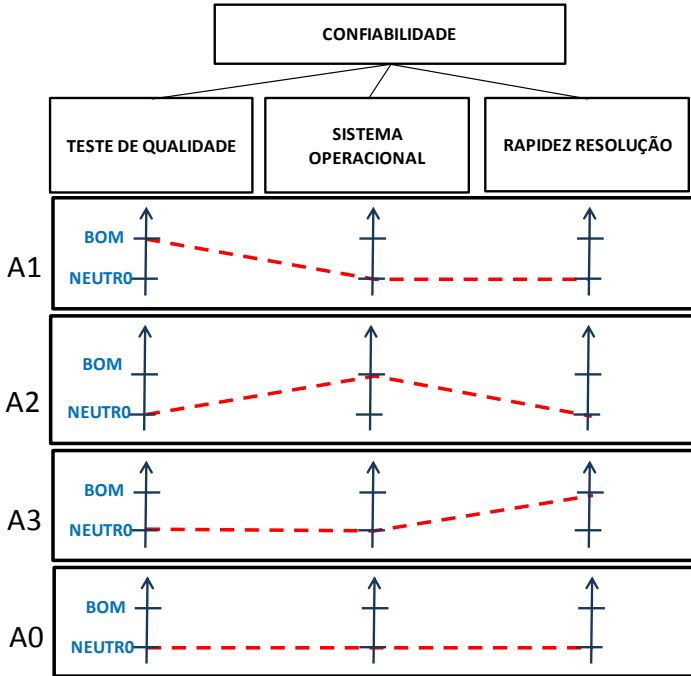 CONFIABILIDADE
TESTE DE QUALIDADE
SISTEMA
OPERACIONAL
RAPIDEZ RESOLUÇÃO
A1
BOM
NEUTR0
A2
BOM
NEUTR0
A3
BOM
NEUTR0
A0
BOM
NEUTR0